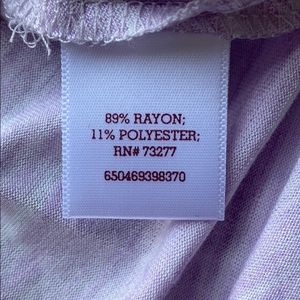 89% RAYON;
11% POLYESTER;
RN# 73277
650469398370